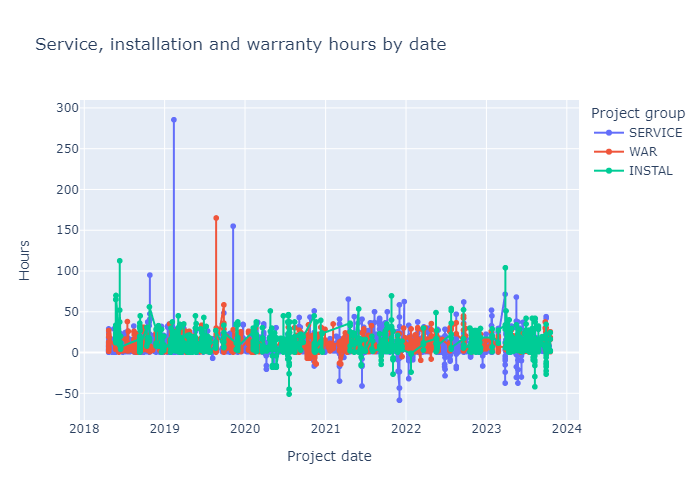 Service, installation and warranty hours by date
Project group
SERVICE
WAR
INSTAL
Hours
300
250
200
150
100
50
0
−50
2018
2019
2020
2021
2022
2023
2024
Project date